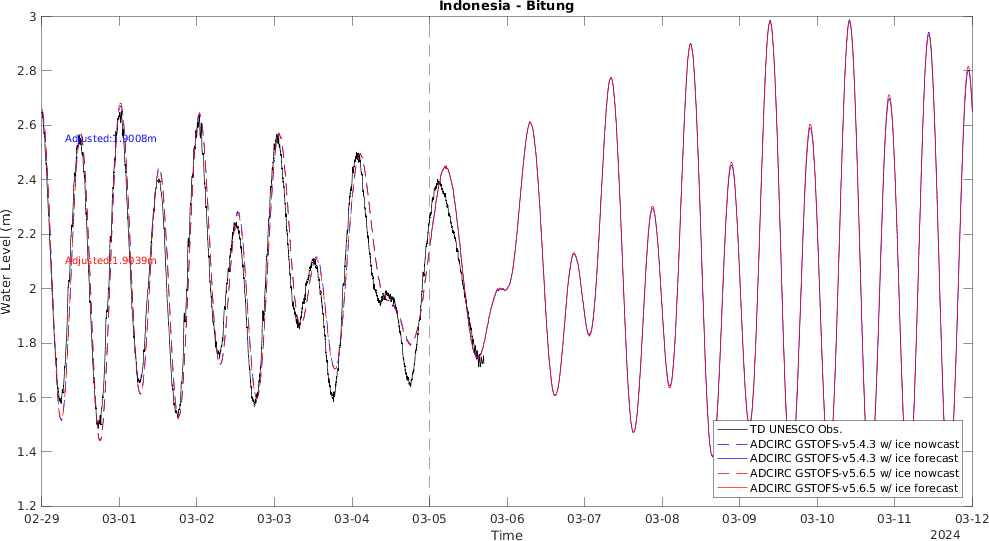 Indonesia - Bitung
3
2.8
2.6
2.4
2.2
2
1.8
1.6
1.4
1.2
Water Level (m)
Adjusted:1.9008m
Adjusted:1.9039m
TD UNESCO Obs.
ADCIRC GSTOFS-v5.4.3 w/ ice nowcast
ADCIRC GSTOFS-v5.4.3 w/ ice forecast
ADCIRC GSTOFS-v5.6.5 w/ ice nowcast
ADCIRC GSTOFS-v5.6.5 w/ ice forecast
02-29 03-01 03-02 03-03 03-04 03-05 03-06 03-07 03-08 03-09 03-10 03-11 03-12
Time
2024